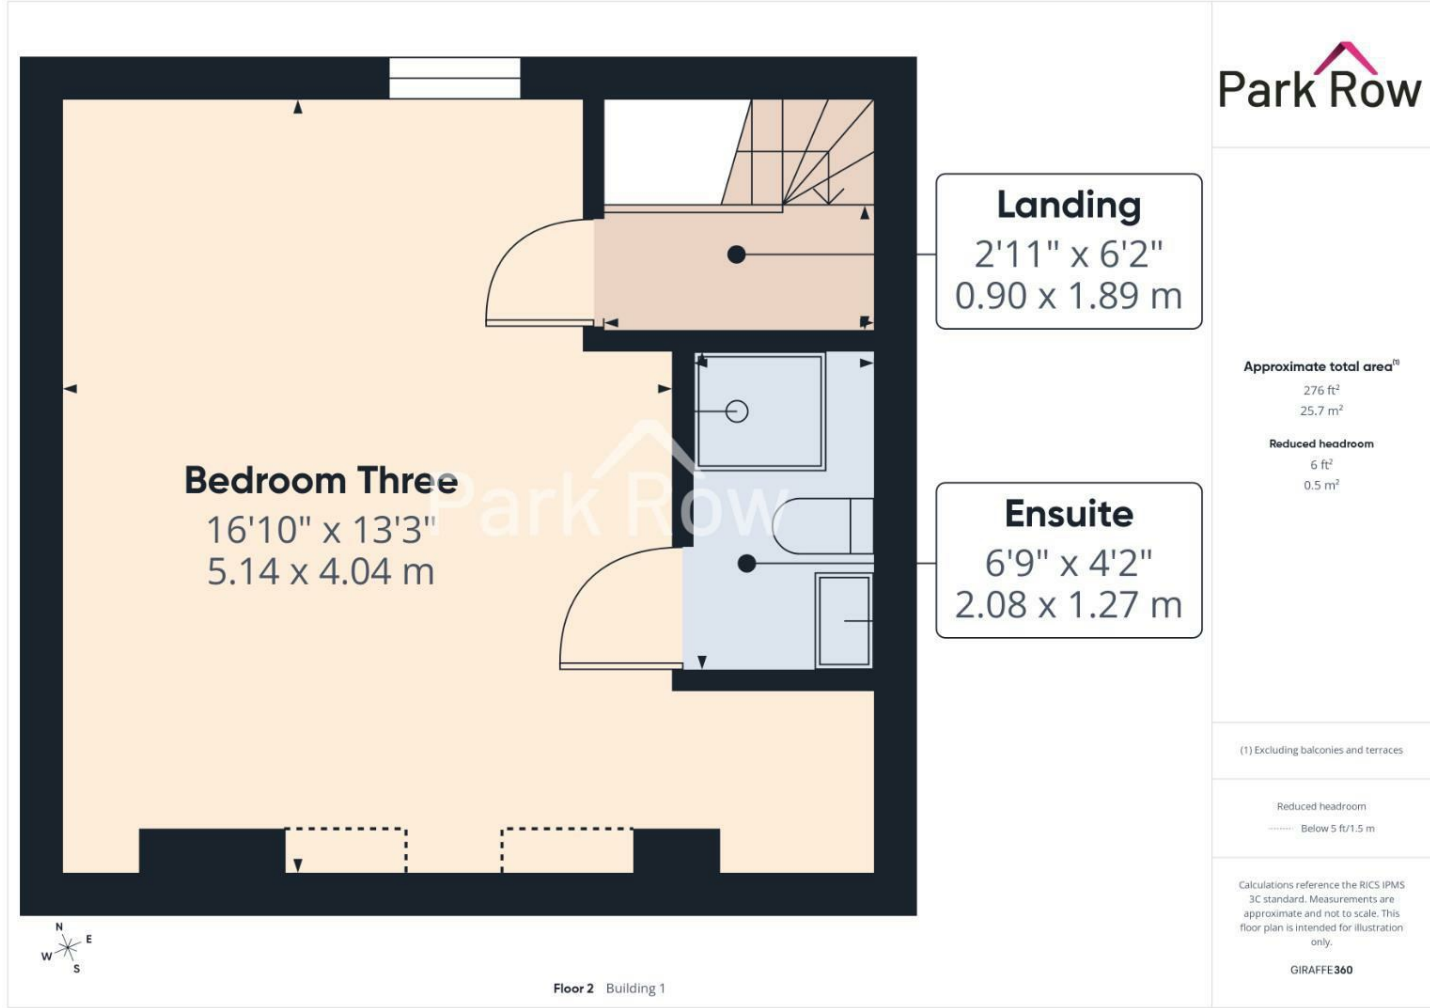 Park Row
Landing
2'11" x 6'2"
0.90 x 1.89 m
Approximate total area(1)
276 ft²
25.7 m²
Reduced headroom
6 ft²
0.5 m²
Bedroom Three
16'10" x 13'3"
5.14 x 4.04 m
Park Row
Ensuite
6'9" x 4'2"
2.08 x 1.27 m
(1) Excluding balconies and terraces
Reduced headroom
Below 5 ft/1.5 m
Calculations reference the RICS IPMS
3C standard. Measurements are
approximate and not to scale. This
floor plan is intended for illustration
only.
GIRAFFE360
N
E
W
S
Floor 2 Building 1